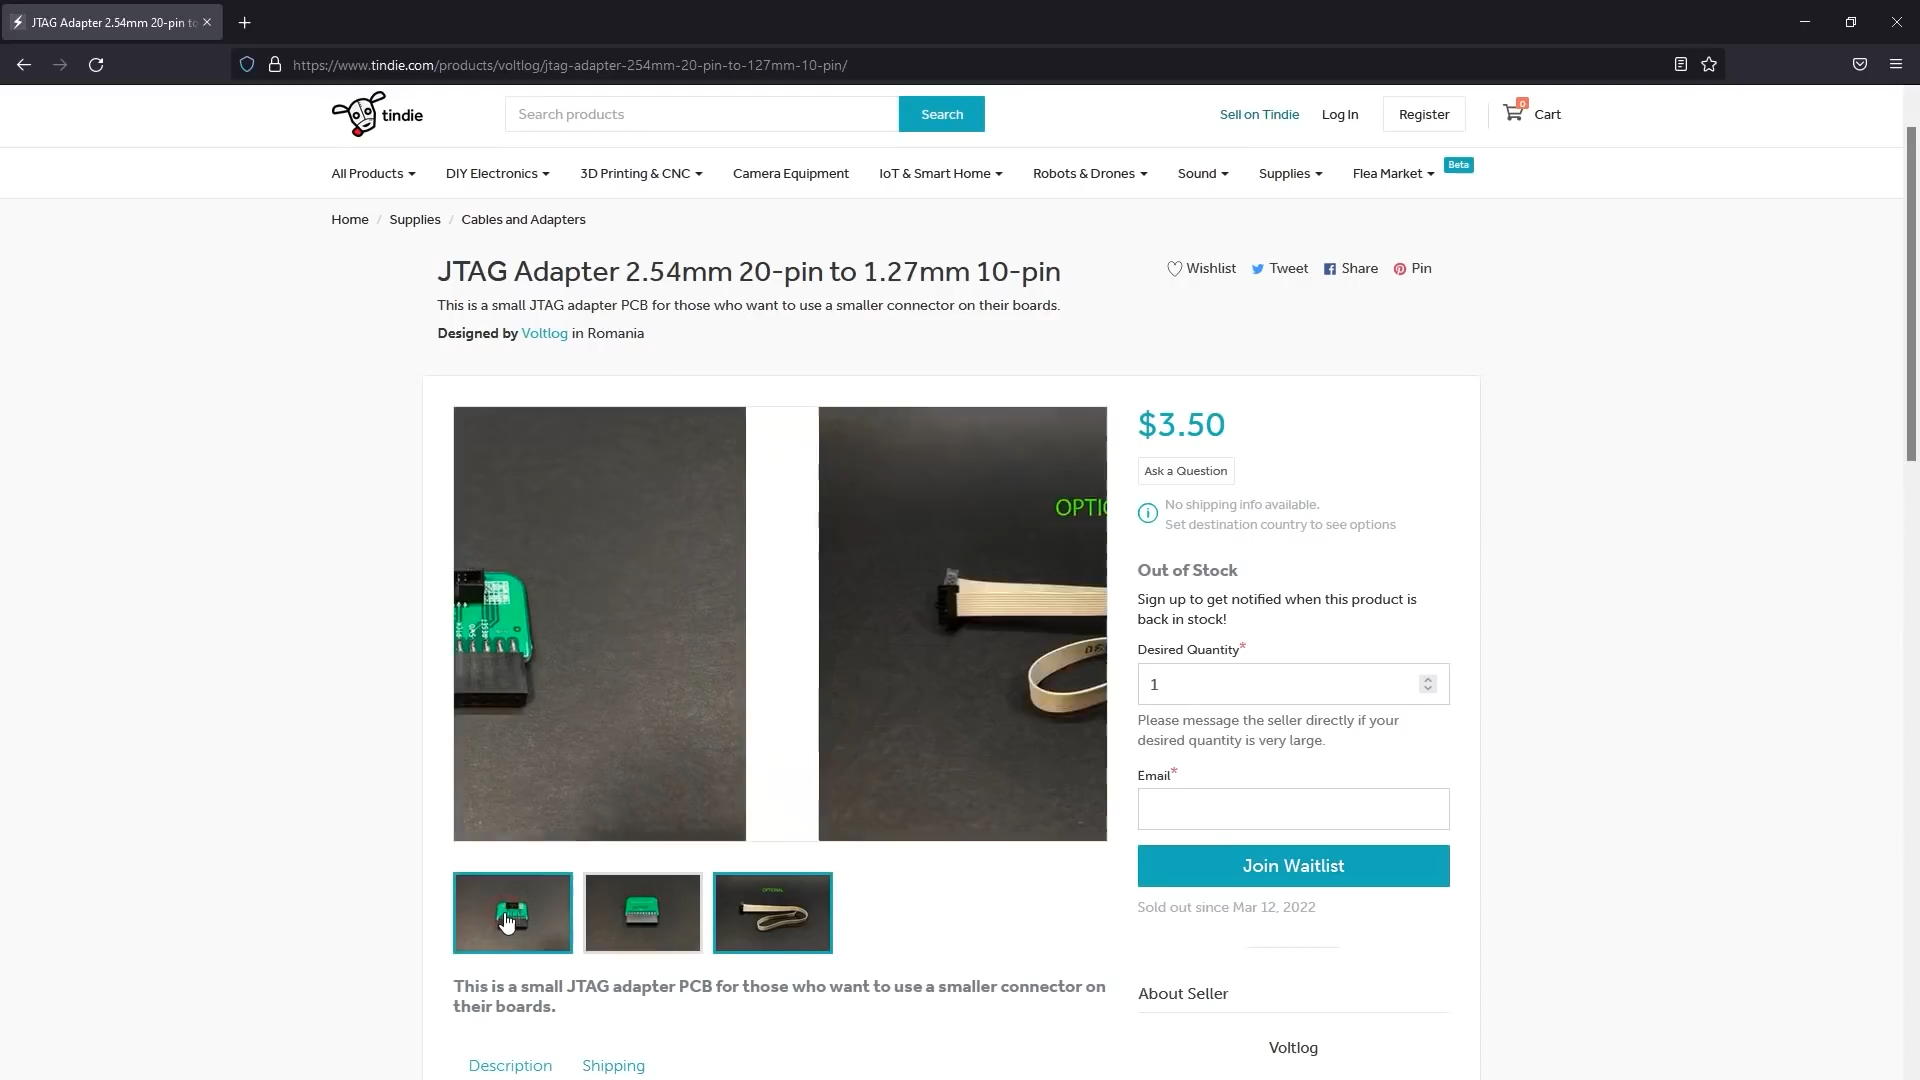 JTAG Adapter 2.54mm 20-pin to
https://www.tindie.com/products/voltlog/jtag-adapter-254mm-20-pin-to-127mm-10-pin/
tindie
Search products
Search
Sell on Tindie
Log In
Register
0
Cart
All Products
DIY Electronics
3D Printing & CNC
Camera Equipment
IoT & Smart Home
Robots & Drones
Sound
Supplies
Flea Market
Beta
Home / Supplies / Cables and Adapters
JTAG Adapter 2.54mm 20-pin to 1.27mm 10-pin
Wishlist
Tweet
Share
Pin
This is a small JTAG adapter PCB for those who want to use a smaller connector on their boards.
Designed by Voltlog in Romania
OPTI
SWD
RESET
$3.50
Ask a Question
No shipping info available.
Set destination country to see options
Out of Stock
Sign up to get notified when this product is
back in stock!
Desired Quantity*
1
Please message the seller directly if your
desired quantity is very large.
Email*
Join Waitlist
Sold out since Mar 12, 2022
OPTIONAL
This is a small JTAG adapter PCB for those who want to use a smaller connector on
their boards.
About Seller
Voltlog
Description
Shipping